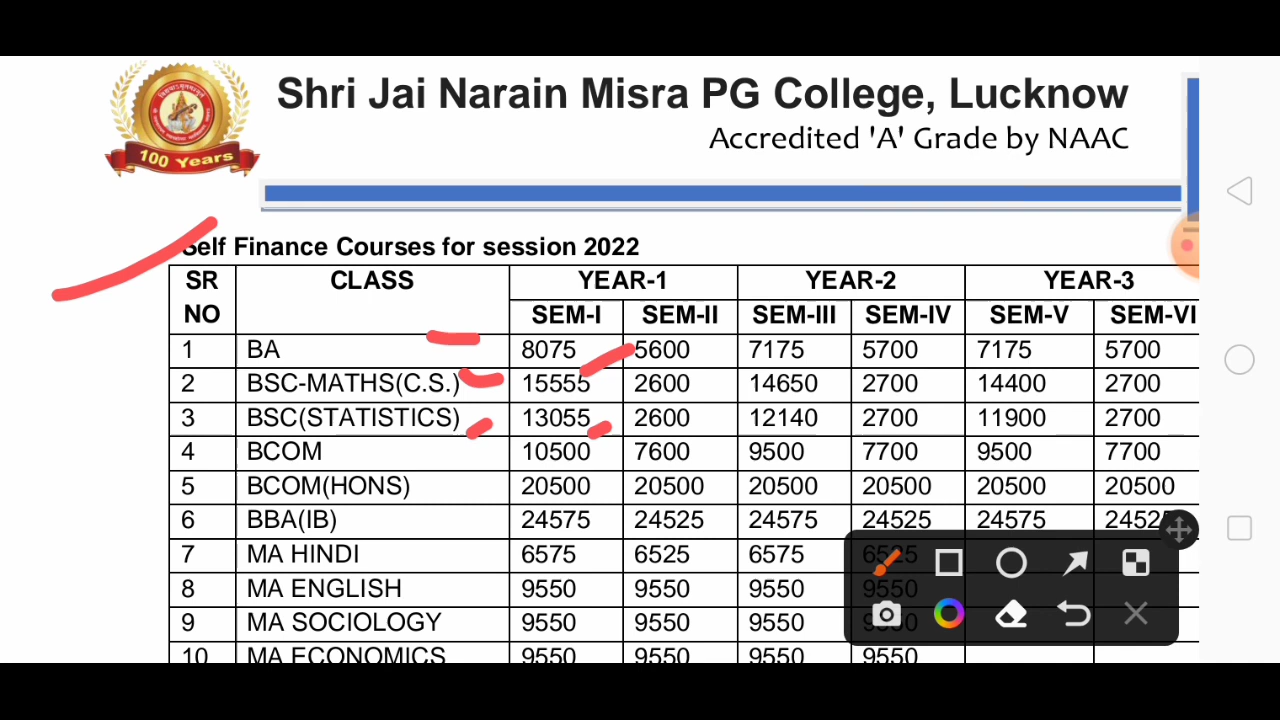 Shri Jai Narain Misra PG College, Lucknow
Accredited 'A' Grade by NAAC
100 Years
Self Finance Courses for session 2022
SR NO CLASS YEAR-1 YEAR-2 YEAR-3
SEM-I SEM-II SEM-III SEM-IV SEM-V SEM-VI
1 BA 8075 5600 7175 5700 7175 5700
2 BSC-MATHS(C.S.) 15555 2600 14650 2700 14400 2700
3 BSC(STATISTICS) 13055 2600 12140 2700 11900 2700
4 BCOM 10500 7600 9500 7700 9500 7700
5 BCOM(HONS) 20500 20500 20500 20500 20500 20500
6 BBA(IB) 24575 24525 24575 24525 24575 24525
7 MA HINDI 6575 6525 6575 6525
8 MA ENGLISH 9550 9550 9550 9550
9 MA SOCIOLOGY 9550 9550 9550 9550
10 MA ECONOMICS 9550 9550 9550 9550